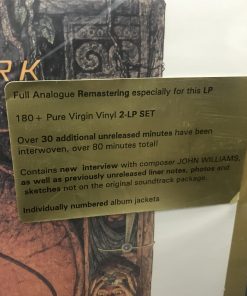 RK
Full Analogue Remastering especially for this LP
180+ Pure Virgin Vinyl 2-LP SET
Over 30 additional unreleased minutes have been
interwoven, over 80 minutes total!
Contains new interview with composer JOHN WILLIAMS,
as well as previously unreleased liner notes, photos and
sketches not on the original soundtrack package.
Individually numbered album jackets